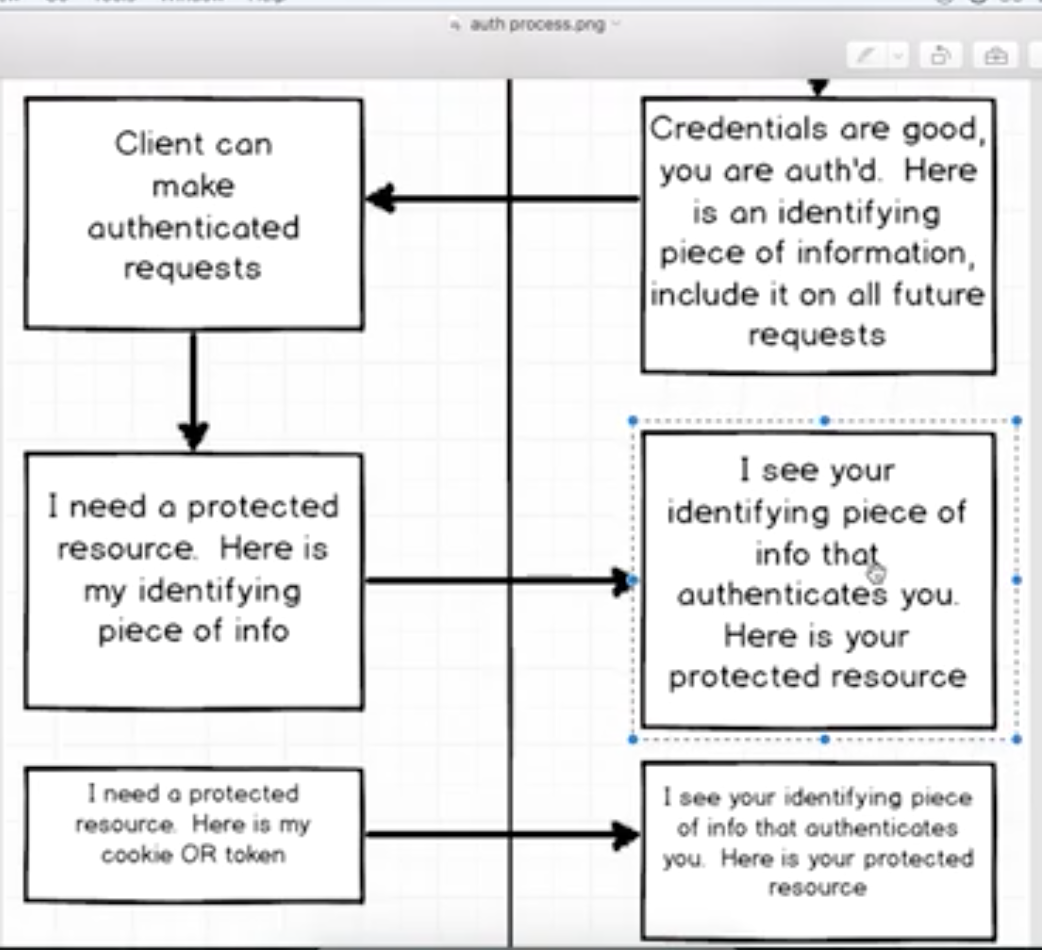 auth process.png
Client can
make
authenticated
requests
Credentials are good,
you are auth'd. Here
is an identifying
piece of information,
include it on all future
requests
I need a protected
resource. Here is
my identifying
piece of info
I see your
identifying piece of
info that
authenticates you.
Here is your
protected resource
I need a protected
resource. Here is my
cookie OR token
I see your identifying piece
of info that authenticates
you. Here is your protected
resource